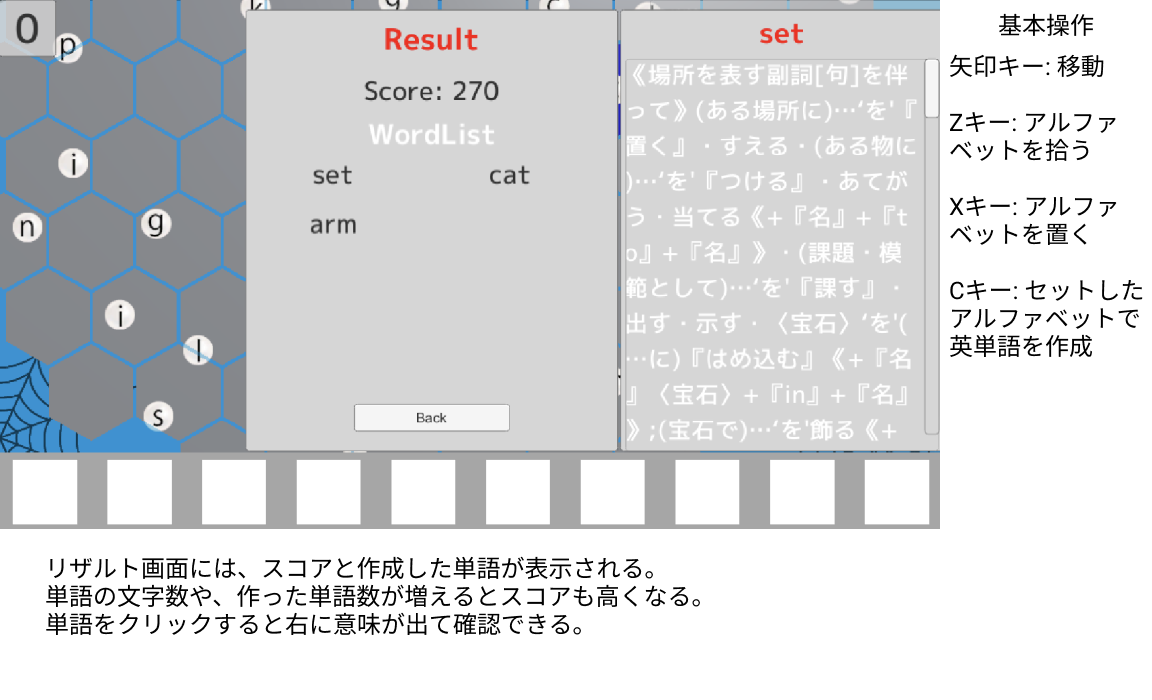 0
k
g
c
p
i
n
g
i
l
s
Result
Score: 270
WordList
set cat
arm
Back
set
《場所を表す副詞[句]を伴
って》(ある場所に)…‘を'『
置く』・すえる・(ある物に
)…‘を'『つける』・あてが
う・当てる《+『名』+『t
o』+『名』》・(課題・模
範として)…‘を'『課す』・
出す・示す・〈宝石〉‘を'(
…に)『はめ込む』《+『名
』〈宝石〉+『in』+『名』
》;(宝石で)…‘を'飾る《+
基本操作
矢印キー: 移動
Zキー: アルファ
ベットを拾う
Xキー: アルファ
ベットを置く
Cキー: セットした
アルファベットで
英単語を作成
リザルト画面には、スコアと作成した単語が表示される。
単語の文字数や、作った単語数が増えるとスコアも高くなる。
単語をクリックすると右に意味が出て確認できる。